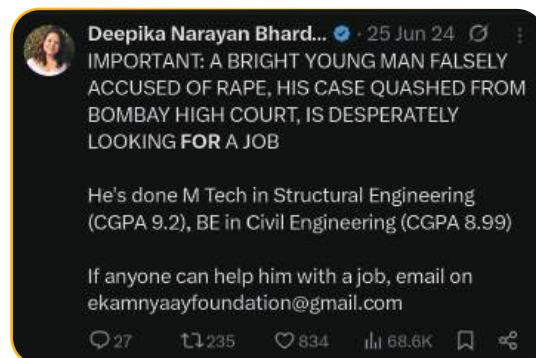 Deepika Narayan Bhard... · 25 Jun 24
IMPORTANT: A BRIGHT YOUNG MAN FALSELY
ACCUSED OF RAPE, HIS CASE QUASHED FROM
BOMBAY HIGH COURT, IS DESPERATELY
LOOKING FOR A JOB
He's done M Tech in Structural Engineering
(CGPA 9.2), BE in Civil Engineering (CGPA 8.99)
If anyone can help him with a job, email on
ekamnyaayfoundation@gmail.com
27 235 834 68.6K